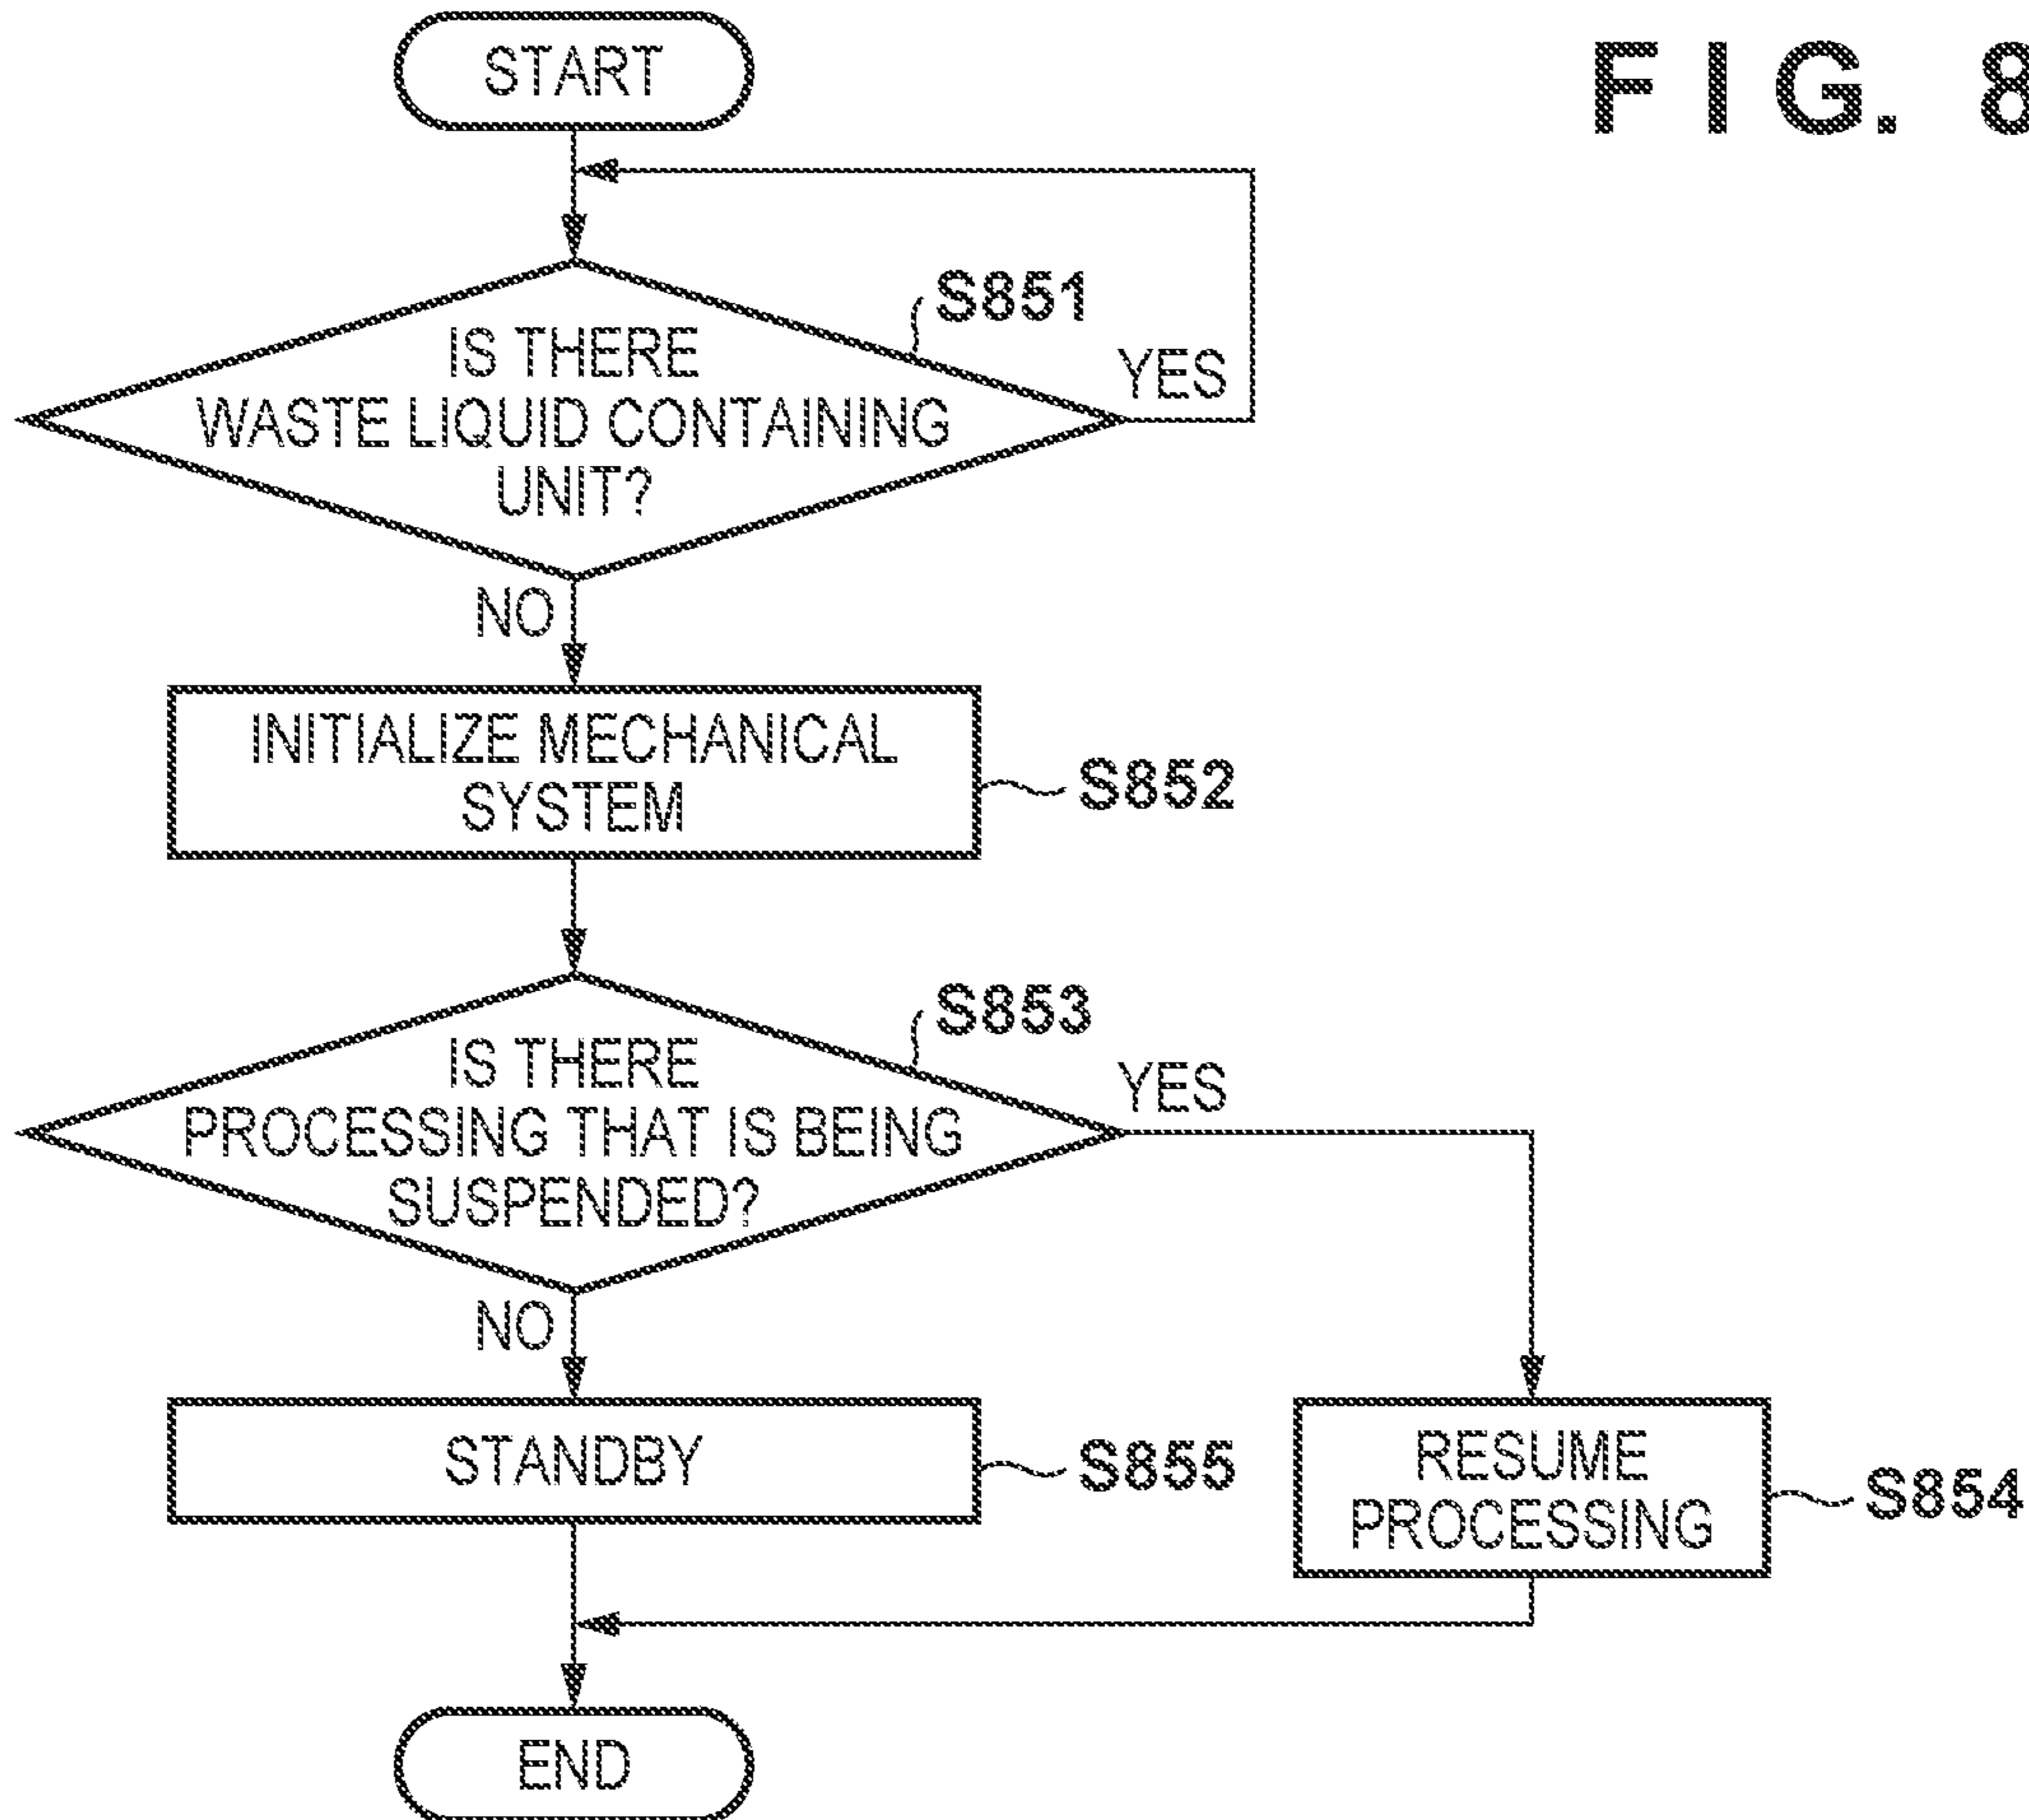 FIG. 8
START
S851
IS THERE
WASTE LIQUID CONTAINING
UNIT?
YES
NO
INITIALIZE MECHANICAL
SYSTEM
S852
S853
IS THERE
PROCESSING THAT IS BEING
SUSPENDED?
YES
NO
STANDBY
S855
RESUME
PROCESSING
S854
END